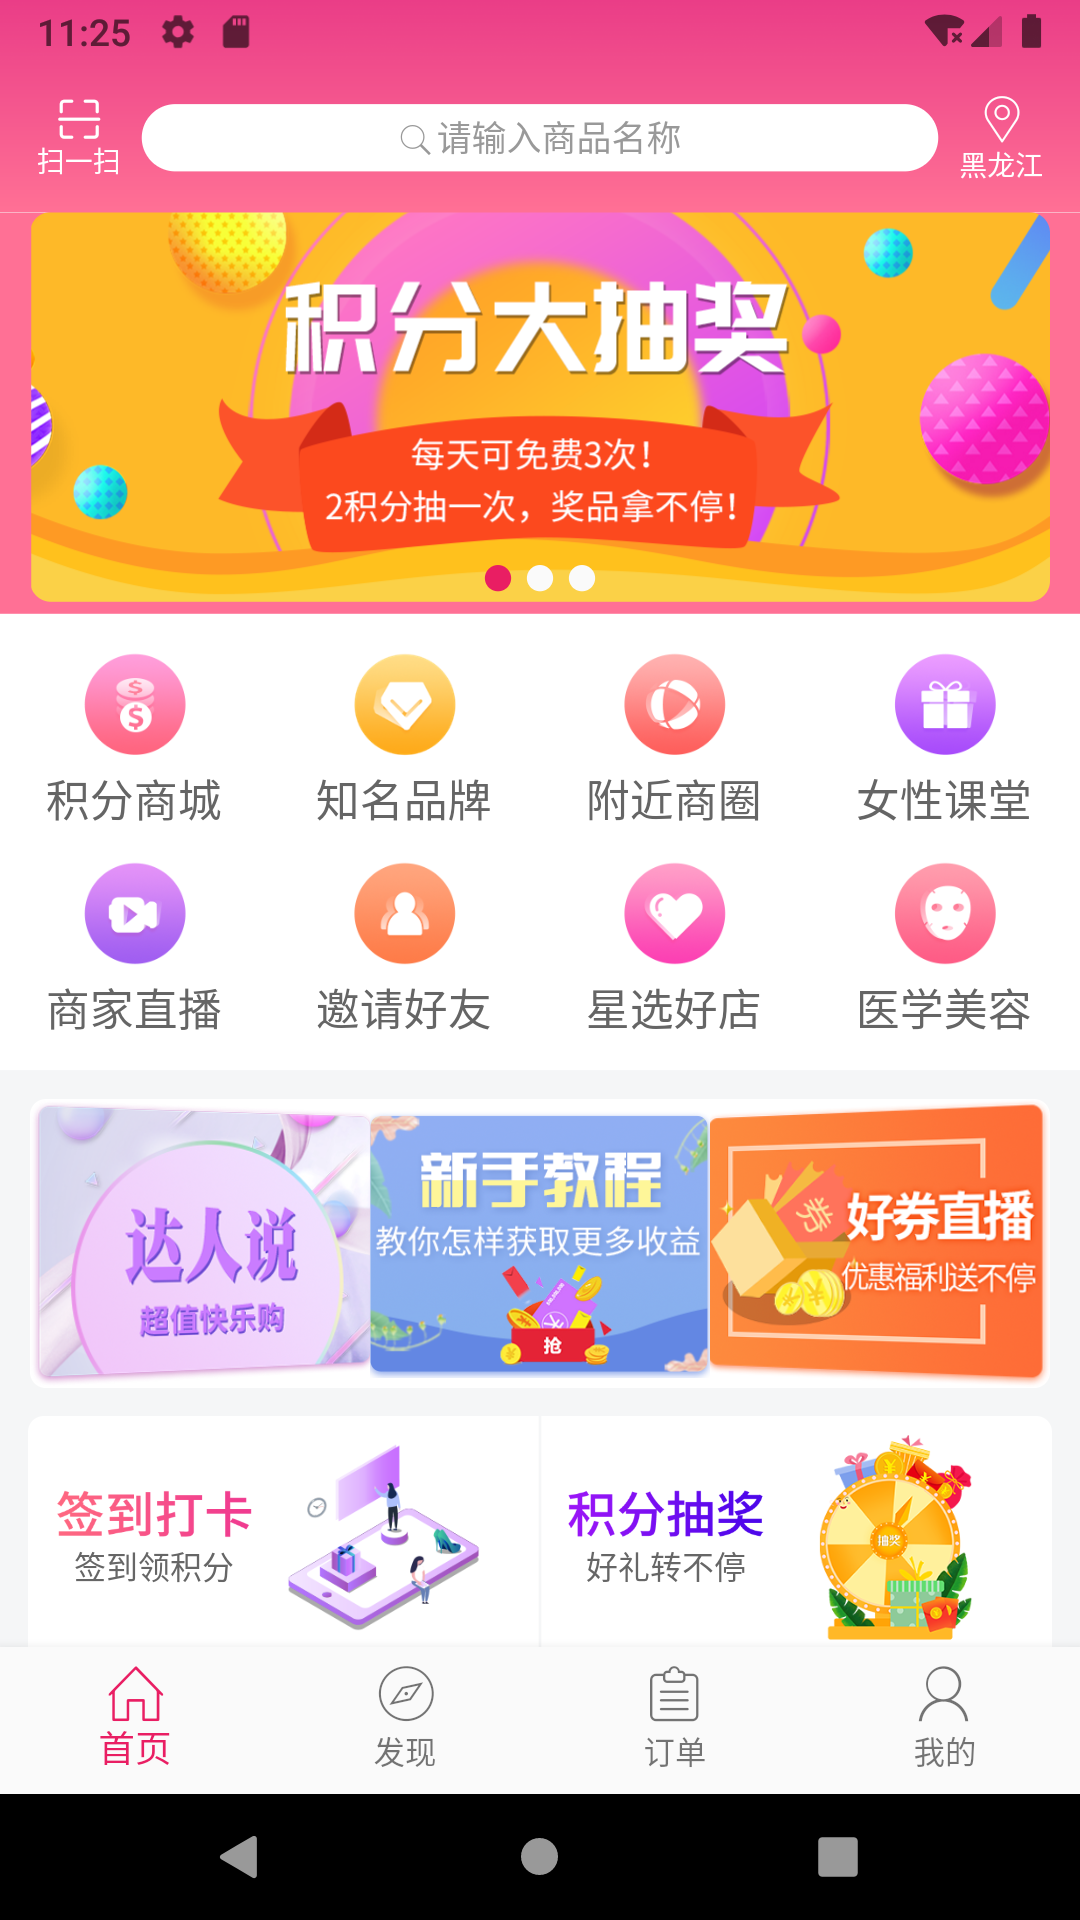 11:25
扫一扫
请输入商品名称
黑龙江
积分大抽奖
每天可免费3次！
2积分抽一次，奖品拿不停！
积分商城
知名品牌
附近商圈
女性课堂
商家直播
邀请好友
星选好店
医学美容
达人说
超值快乐购
新手教程
教你怎样获取更多收益
抢
券
好券直播
优惠福利送不停
签到打卡
签到领积分
积分抽奖
好礼转不停
抽奖
首页
发现
订单
我的